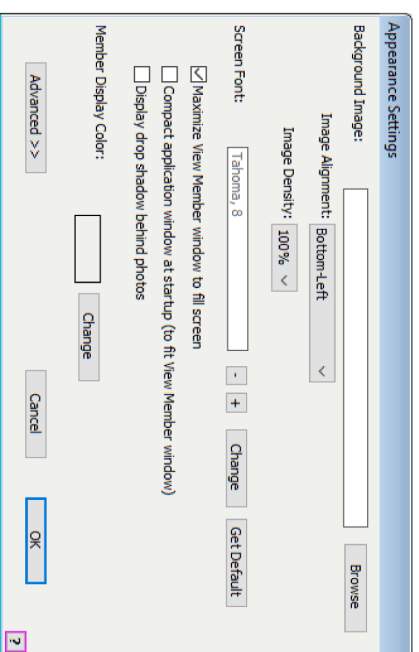 Appearance Settings
Background Image:
Browse
Image Alignment: Bottom-Left
Image Density: 100%
Screen Font: Tahoma, 8 - + Change Get Default
Maximize View Member window to fill screen
Compact application window at startup (to fit View Member window)
Display drop shadow behind photos
Member Display Color: Change
Advanced >> Cancel OK
?